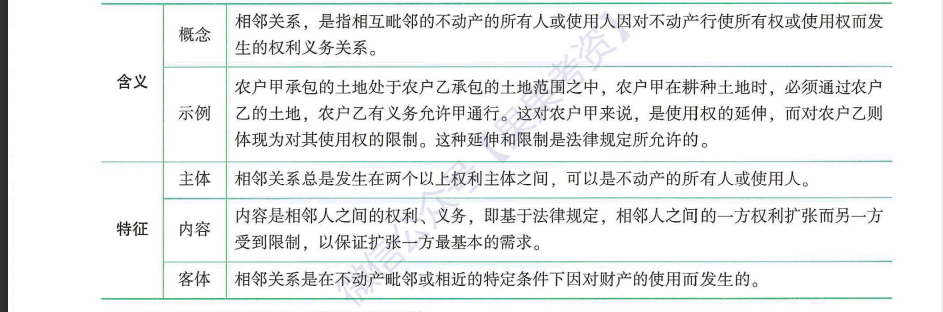 概念
相邻关系，是指相互毗邻的不动产的所有人或使用人因对不动产行使所有权或使用权而发
生的权利义务关系。
含义
示例
农户甲承包的土地处于农户乙承包的土地范围之中，农户甲在耕种土地时，必须通过农户
乙的土地，农户乙有义务允许甲通行。这对农户甲来说，是使用权的延伸，而对农户乙则
体现为对其使用权的限制。这种延伸和限制是法律规定所允许的。
主体
相邻关系总是发生在两个以上权利主体之间，可以是不动产的所有人或使用人。
特征
内容
内容是相邻人之间的权利、义务，即基于法律规定，相邻人之间的一方权利扩张而另一方
受到限制，以保证扩张一方最基本的需求。
客体
相邻关系是在不动产毗邻或相近的特定条件下因对财产的使用而发生的。
微信公众号【果果考资】